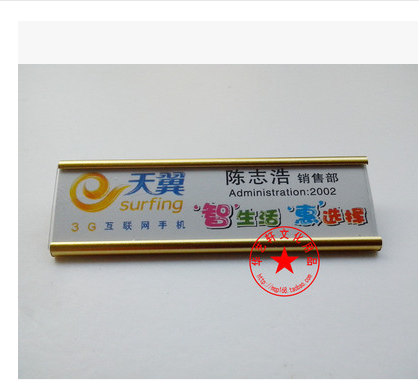 天翼
surfing
3G互联网手机
陈志浩 销售部
Administration:2002
"智"生活 "惠"选择